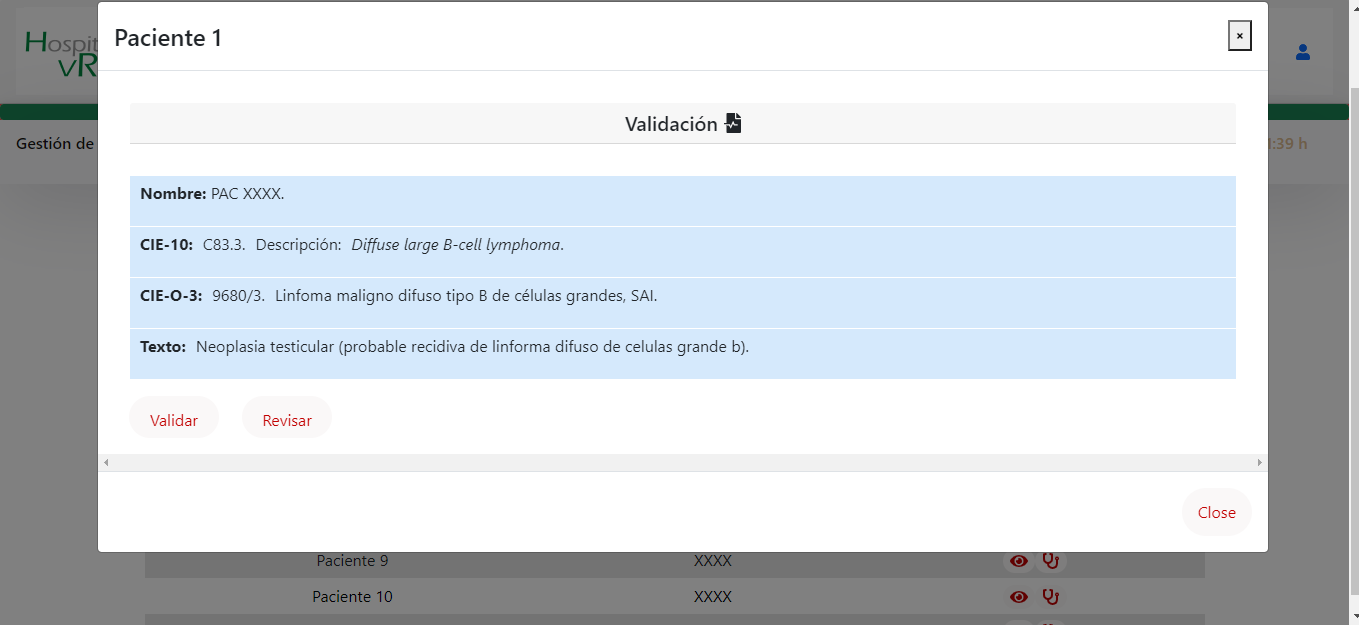 Paciente 1
×
Hospit
vR
Gestión de
:39 h
Validación
Nombre: PAC XXXX.
CIE-10: C83.3. Descripción: Diffuse large B-cell lymphoma.
CIE-O-3: 9680/3. Linfoma maligno difuso tipo B de células grandes, SAI.
Texto: Neoplasia testicular (probable recidiva de linforma difuso de celulas grande b).
Validar Revisar
Close
Paciente 9 XXXX
Paciente 10 XXXX